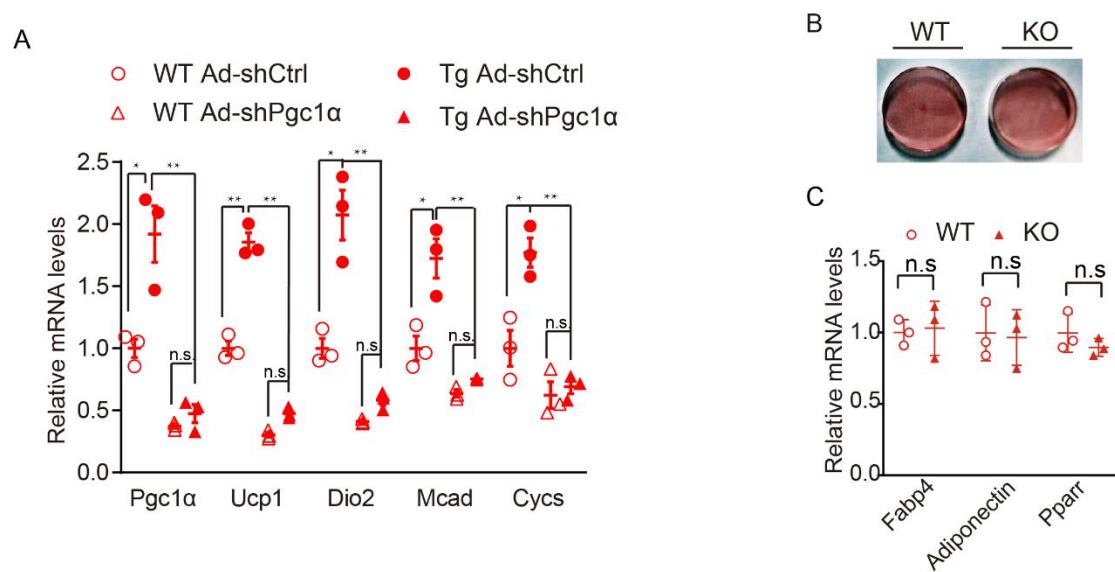 A
WT Ad-shCtrl
Tg Ad-shCtrl
WT Ad-shPgc1α
Tg Ad-shPgc1α
Relative mRNA levels
2.5
2.0
1.5
1.0
0.5
0.0
* ** ** ** * ** * ** * **
n.s. n.s n.s. n.s. n.s.
Pgc1α Ucp1 Dio2 Mcad Cycs
B
WT KO
C
WT KO
Relative mRNA levels
1.5
1.0
0.5
0.0
n.s n.s n.s
Fabp4
Adiponectin
Pparr